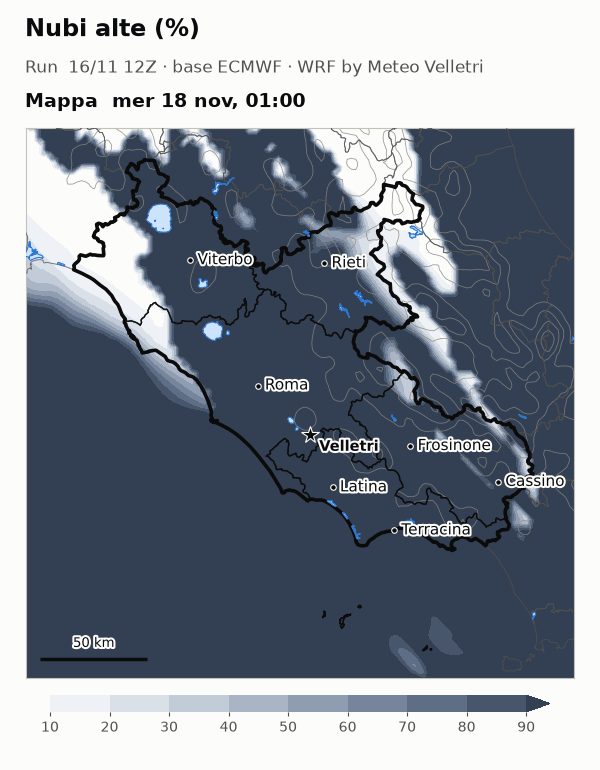 Nubi alte (%)
Run  16/11 12Z · base ECMWF · WRF by Meteo Velletri
Mappa  mer 18 nov, 01:00
Viterbo
Rieti
Roma
Velletri
Frosinone
Cassino
Latina
Terracina
50 km
10 20 30 40 50 60 70 80 90